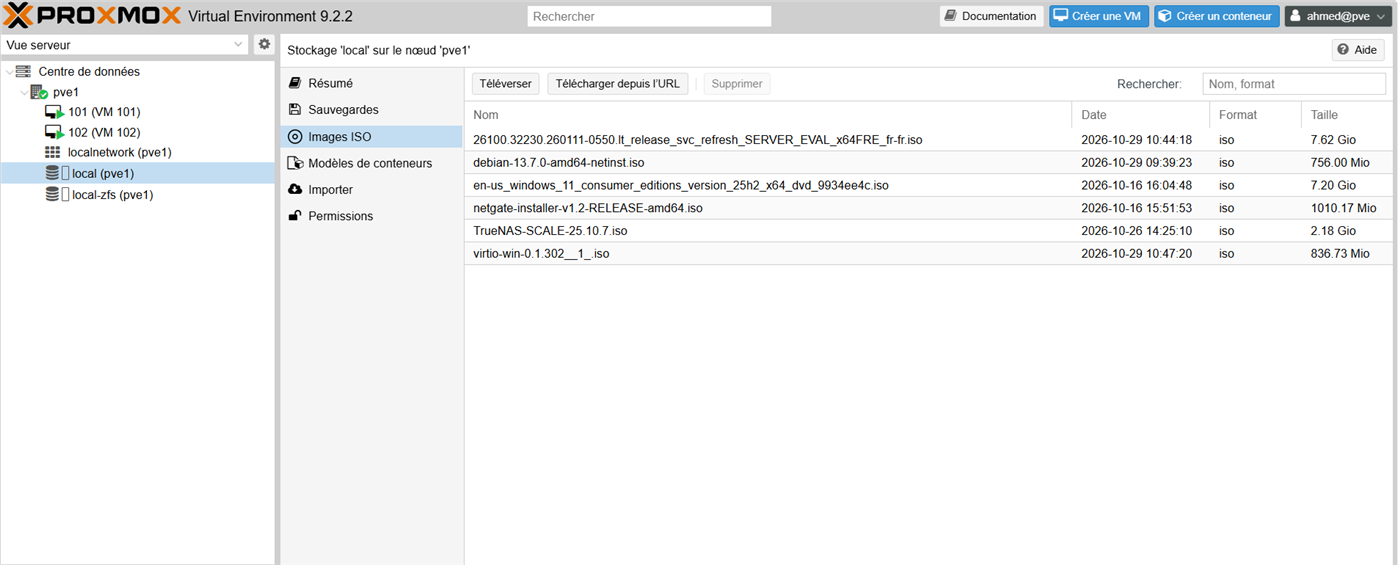 PROXMOX Virtual Environment 9.2.2
Rechercher
Documentation
Créer une VM
Créer un conteneur
ahmed@pve
Vue serveur
Stockage 'local' sur le nœud 'pve1'
Aide
Centre de données
pve1
101 (VM 101)
102 (VM 102)
localnetwork (pve1)
local (pve1)
local-zfs (pve1)
Résumé
Sauvegardes
Images ISO
Modèles de conteneurs
Importer
Permissions
Téléverser
Télécharger depuis l'URL
Supprimer
Rechercher:
Nom, format
Nom Date Format Taille
26100.32230.260111-0550.lt_release_svc_refresh_SERVER_EVAL_x64FRE_fr-fr.iso 2026-10-29 10:44:18 iso 7.62 Gio
debian-13.7.0-amd64-netinst.iso 2026-10-29 09:39:23 iso 756.00 Mio
en-us_windows_11_consumer_editions_version_25h2_x64_dvd_9934ee4c.iso 2026-10-16 16:04:48 iso 7.20 Gio
netgate-installer-v1.2-RELEASE-amd64.iso 2026-10-16 15:51:53 iso 1010.17 Mio
TrueNAS-SCALE-25.10.7.iso 2026-10-26 14:25:10 iso 2.18 Gio
virtio-win-0.1.302__1_.iso 2026-10-29 10:47:20 iso 836.73 Mio